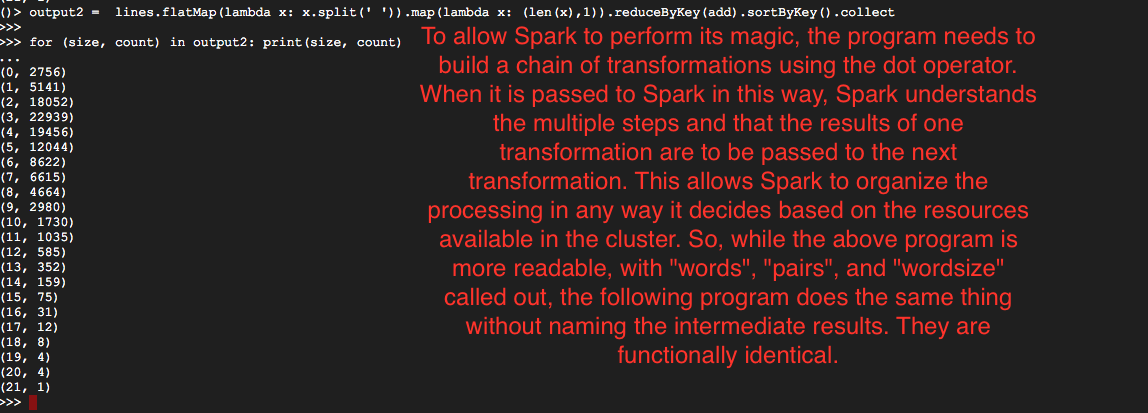 ()> output2 =  lines.flatMap(lambda x: x.split(' ')).map(lambda x: (len(x),1)).reduceByKey(add).sortByKey().collect
>>>
>>> for (size, count) in output2: print(size, count)
...
(0, 2756)
(1, 5141)
(2, 18052)
(3, 22939)
(4, 19456)
(5, 12044)
(6, 8622)
(7, 6615)
(8, 4664)
(9, 2980)
(10, 1730)
(11, 1035)
(12, 585)
(13, 352)
(14, 159)
(15, 75)
(16, 31)
(17, 12)
(18, 8)
(19, 4)
(20, 4)
(21, 1)
>>>
To allow Spark to perform its magic, the program needs to
build a chain of transformations using the dot operator.
When it is passed to Spark in this way, Spark understands
the multiple steps and that the results of one
transformation are to be passed to the next
transformation. This allows Spark to organize the
processing in any way it decides based on the resources
available in the cluster. So, while the above program is
more readable, with "words", "pairs", and "wordsize"
called out, the following program does the same thing
without naming the intermediate results. They are
functionally identical.